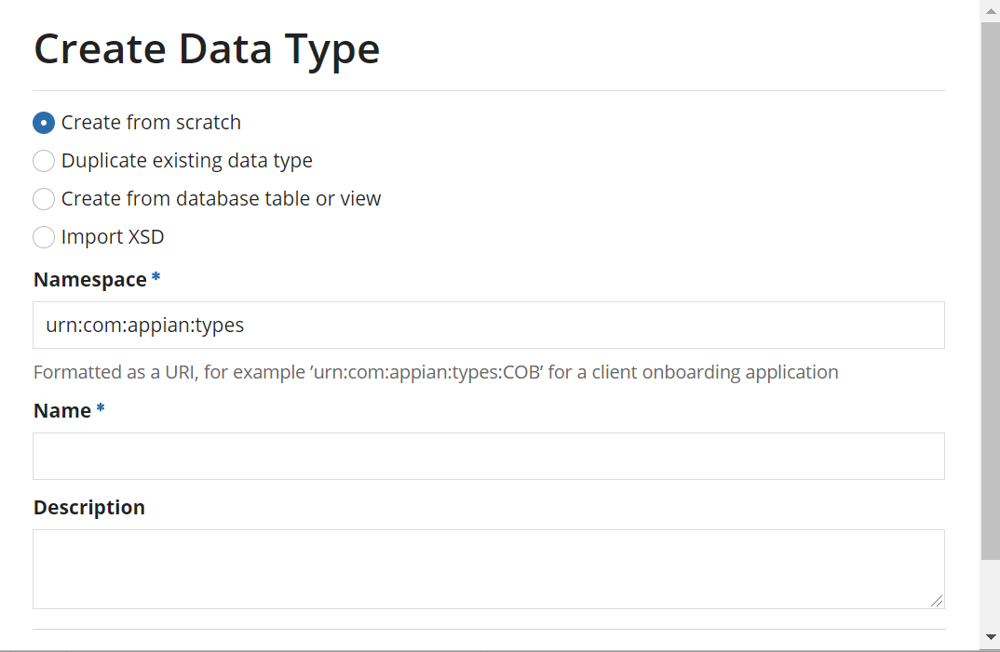 Create Data Type
Create from scratch
Duplicate existing data type
Create from database table or view
Import XSD
Namespace *
urn:com:appian:types
Formatted as a URI, for example ’urn:com:appian:types:COB’ for a client onboarding application
Name *
Description